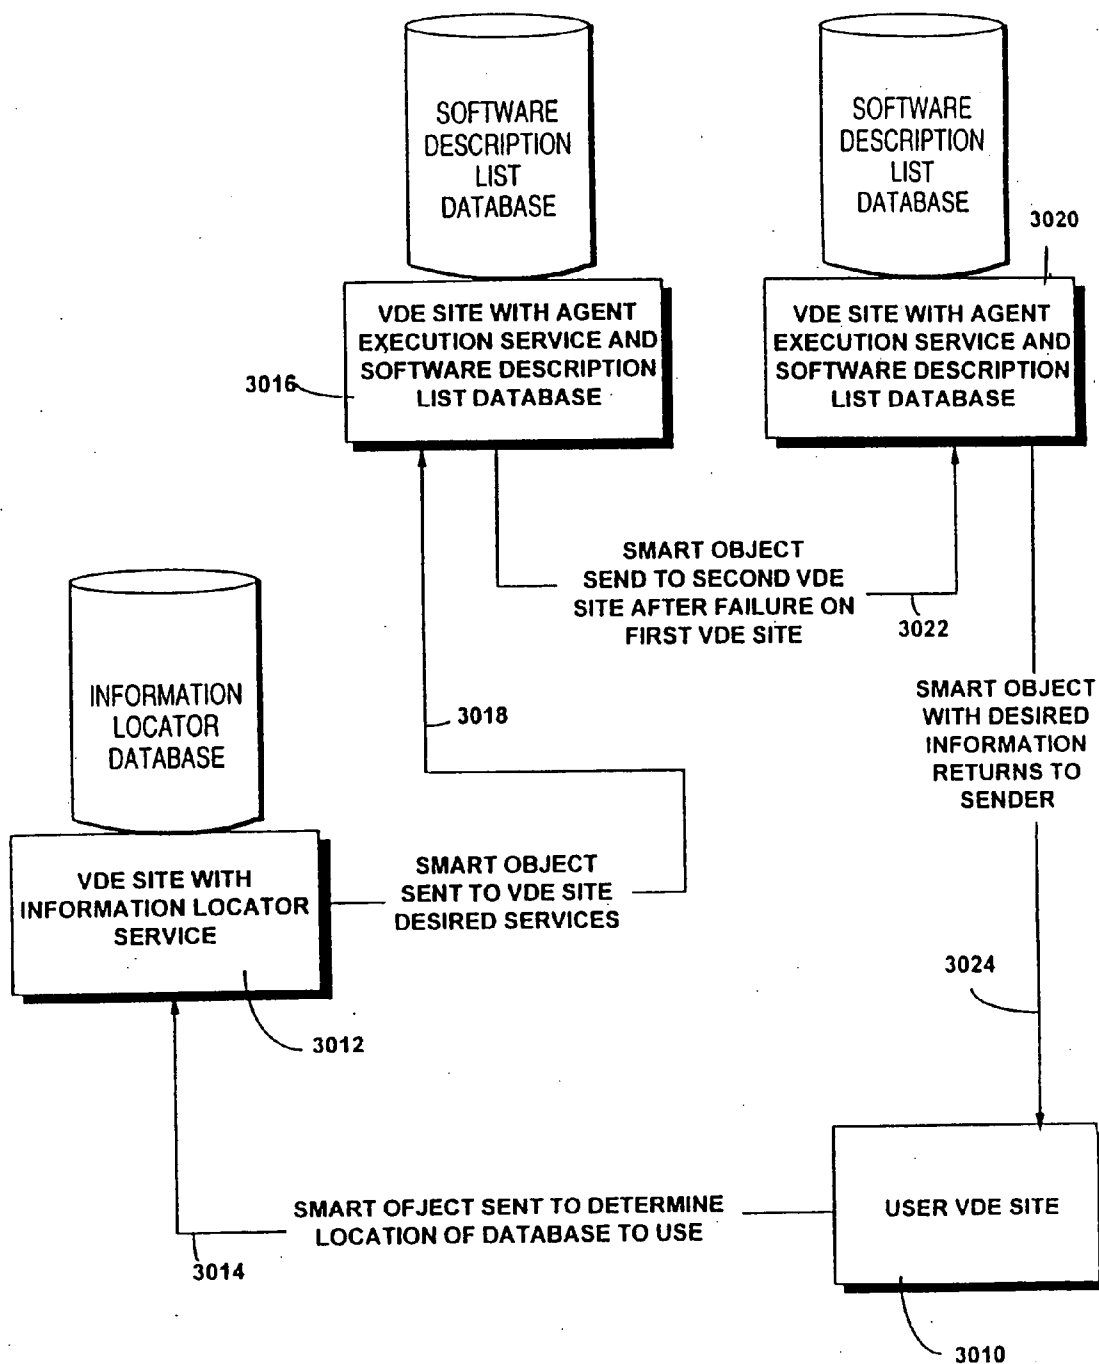 SOFTWARE
DESCRIPTION
LIST
DATABASE
SOFTWARE
DESCRIPTION
LIST
DATABASE
3020
VDE SITE WITH AGENT
EXECUTION SERVICE AND
SOFTWARE DESCRIPTION
LIST DATABASE
3016
VDE SITE WITH AGENT
EXECUTION SERVICE AND
SOFTWARE DESCRIPTION
LIST DATABASE
SMART OBJECT
SEND TO SECOND VDE
SITE AFTER FAILURE ON
FIRST VDE SITE
3022
INFORMATION
LOCATOR
DATABASE
3018
SMART OBJECT
WITH DESIRED
INFORMATION
RETURNS TO
SENDER
VDE SITE WITH
INFORMATION LOCATOR
SERVICE
SMART OBJECT
SENT TO VDE SITE
DESIRED SERVICES
3024
3012
SMART OFJECT SENT TO DETERMINE
LOCATION OF DATABASE TO USE
USER VDE SITE
3014
3010